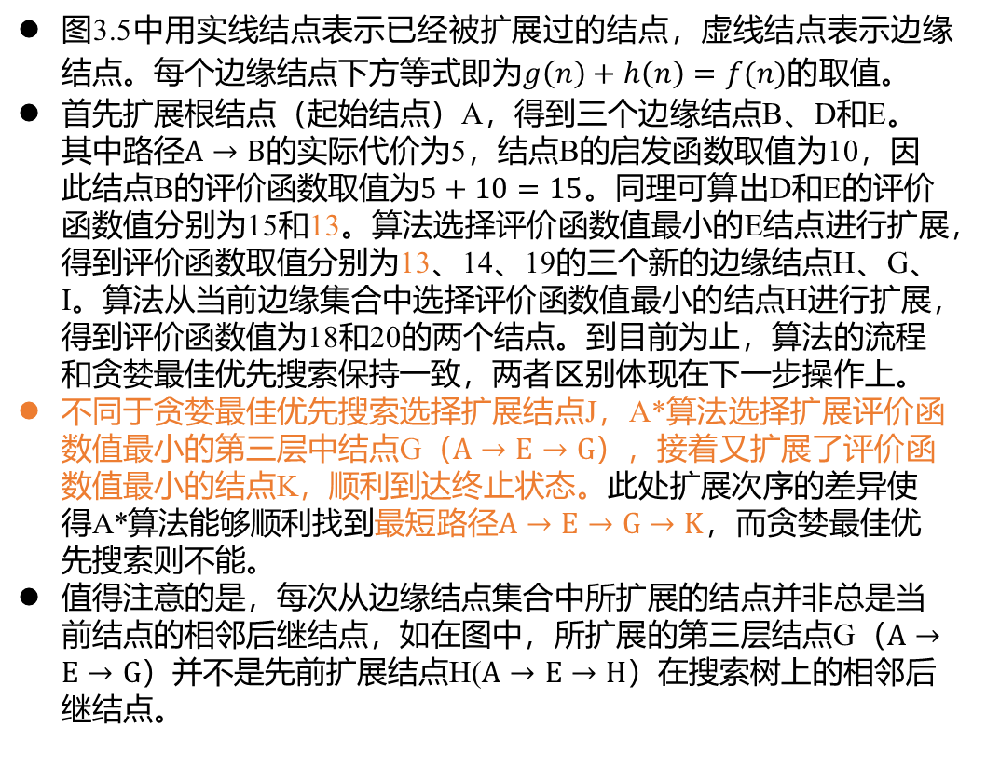 ● 图3.5中用实线结点表示已经被扩展过的结点，虚线结点表示边缘
结点。每个边缘结点下方等式即为𝑔(𝑛) + ℎ(𝑛) = 𝑓(𝑛)的取值。
● 首先扩展根结点（起始结点）A，得到三个边缘结点B、D和E。
其中路径A → B的实际代价为5，结点B的启发函数取值为10，因
此结点B的评价函数取值为5 + 10 = 15。同理可算出D和E的评价
函数值分别为15和13。算法选择评价函数值最小的E结点进行扩展，
得到评价函数取值分别为13、14、19的三个新的边缘结点H、G、
I。算法从当前边缘集合中选择评价函数值最小的结点H进行扩展，
得到评价函数值为18和20的两个结点。到目前为止，算法的流程
和贪婪最佳优先搜索保持一致，两者区别体现在下一步操作上。
● 不同于贪婪最佳优先搜索选择扩展结点J，A*算法选择扩展评价函
数值最小的第三层中结点G（A → E → G），接着又扩展了评价函
数值最小的结点K，顺利到达终止状态。此处扩展次序的差异使
得A*算法能够顺利找到最短路径A → E → G → K，而贪婪最佳优
先搜索则不能。
● 值得注意的是，每次从边缘结点集合中所扩展的结点并非总是当
前结点的相邻后继结点，如在图中，所扩展的第三层结点G（A →
E → G）并不是先前扩展结点H(A → E → H）在搜索树上的相邻后
继结点。